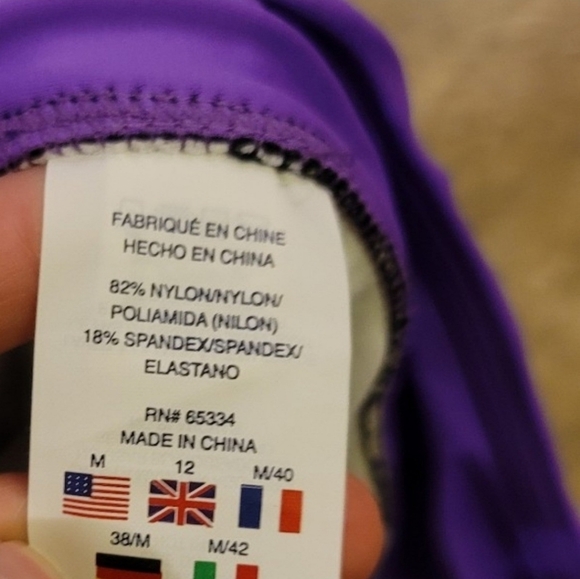 FABRIQUÉ EN CHINE
HECHO EN CHINA
82% NYLON/NYLON/
POLIAMIDA (NILON)
18% SPANDEX/SPANDEX/
ELASTANO
RN# 65334
MADE IN CHINA
M 12 M/40
38/M M/42